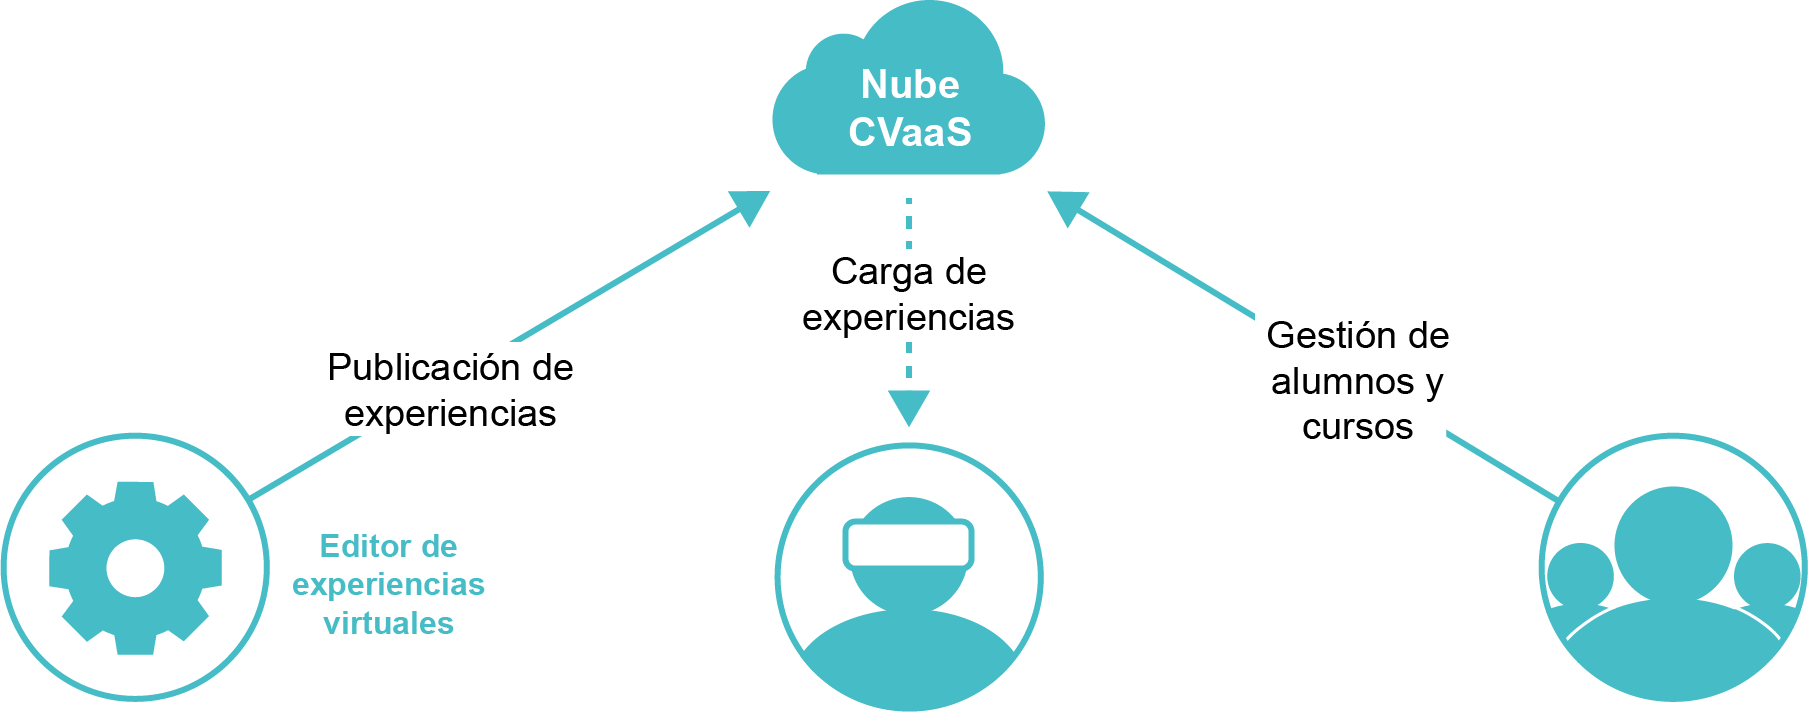 Nube
CVaaS
Carga de
experiencias
Publicación de
experiencias
Gestión de
alumnos y
cursos
Editor de
experiencias
virtuales